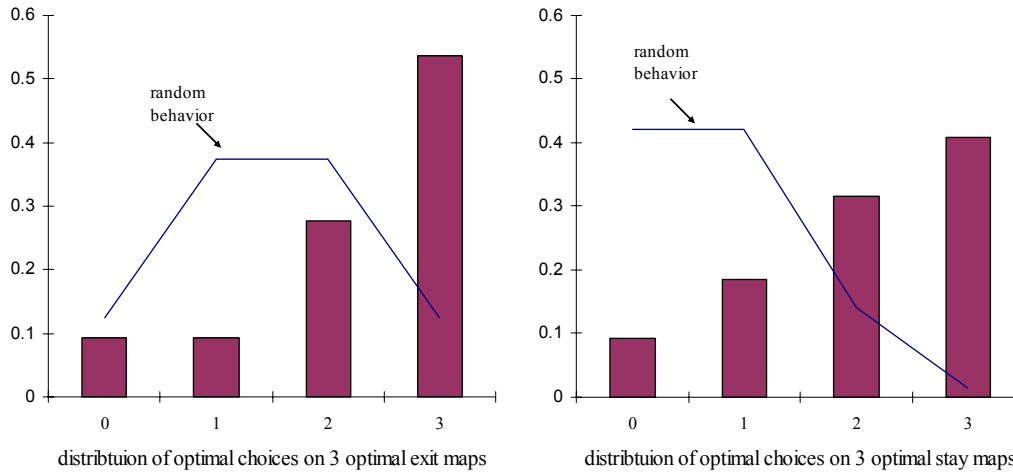 0.6
0.5
0.4
0.3
0.2
0.1
0
random
behavior
0 1 2 3
distribtuion of optimal choices on 3 optimal exit maps
0.6
0.5
0.4
0.3
0.2
0.1
0
random
behavior
0 1 2 3
distribtuion of optimal choices on 3 optimal stay maps